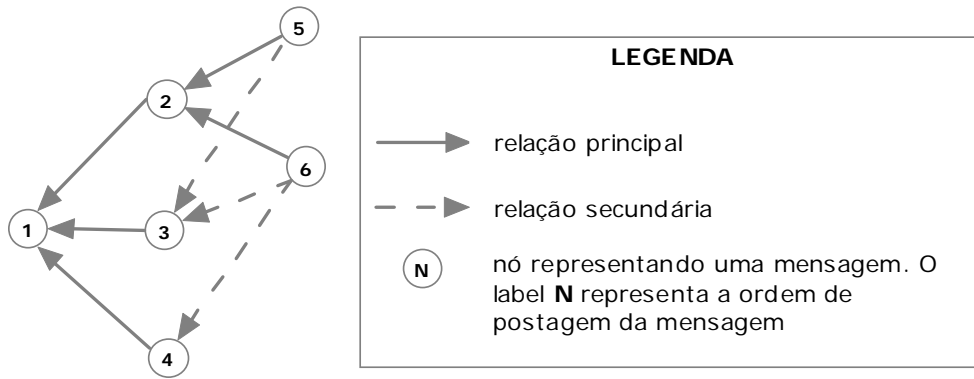 5
2
6
1
3
4
LEGENDA
relação principal
relação secundária
N
nó representando uma mensagem. O
label N representa a ordem de
postagem da mensagem